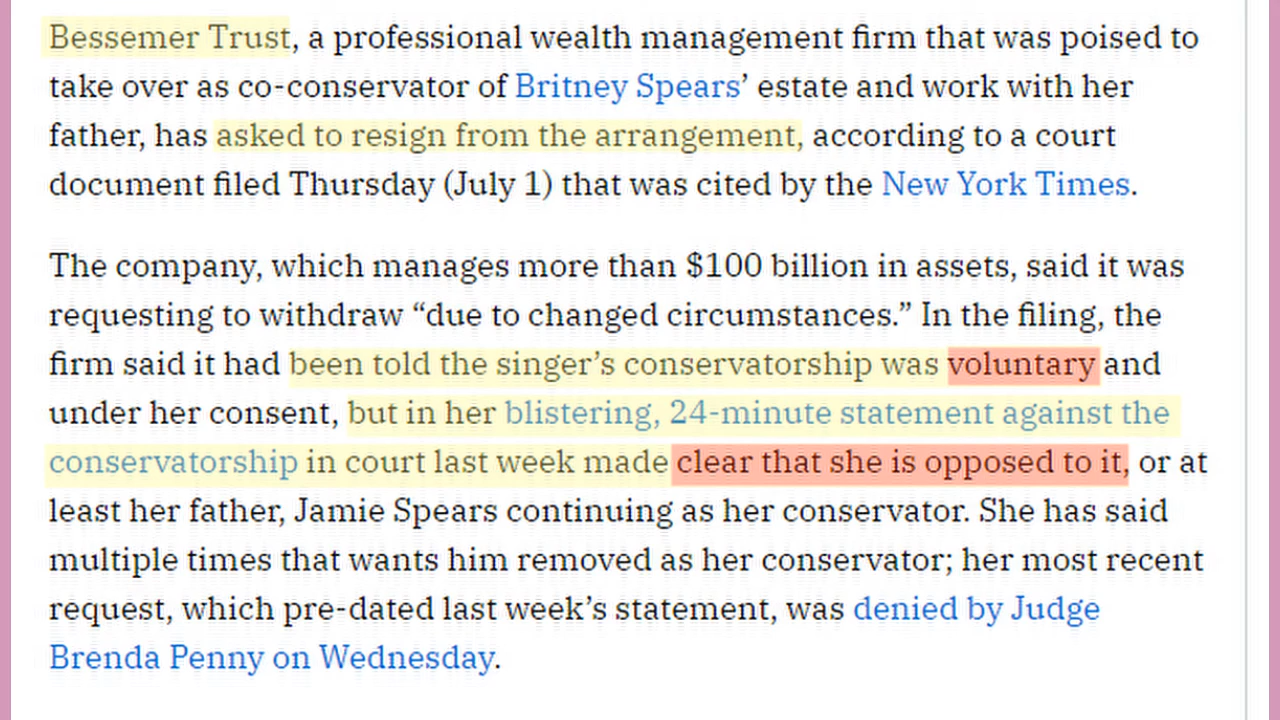 Bessemer Trust, a professional wealth management firm that was poised to
take over as co-conservator of Britney Spears’ estate and work with her
father, has asked to resign from the arrangement, according to a court
document filed Thursday (July 1) that was cited by the New York Times.
The company, which manages more than $100 billion in assets, said it was
requesting to withdraw “due to changed circumstances.” In the filing, the
firm said it had been told the singer’s conservatorship was voluntary and
under her consent, but in her blistering, 24-minute statement against the
conservatorship in court last week made clear that she is opposed to it, or at
least her father, Jamie Spears continuing as her conservator. She has said
multiple times that wants him removed as her conservator; her most recent
request, which pre-dated last week’s statement, was denied by Judge
Brenda Penny on Wednesday.